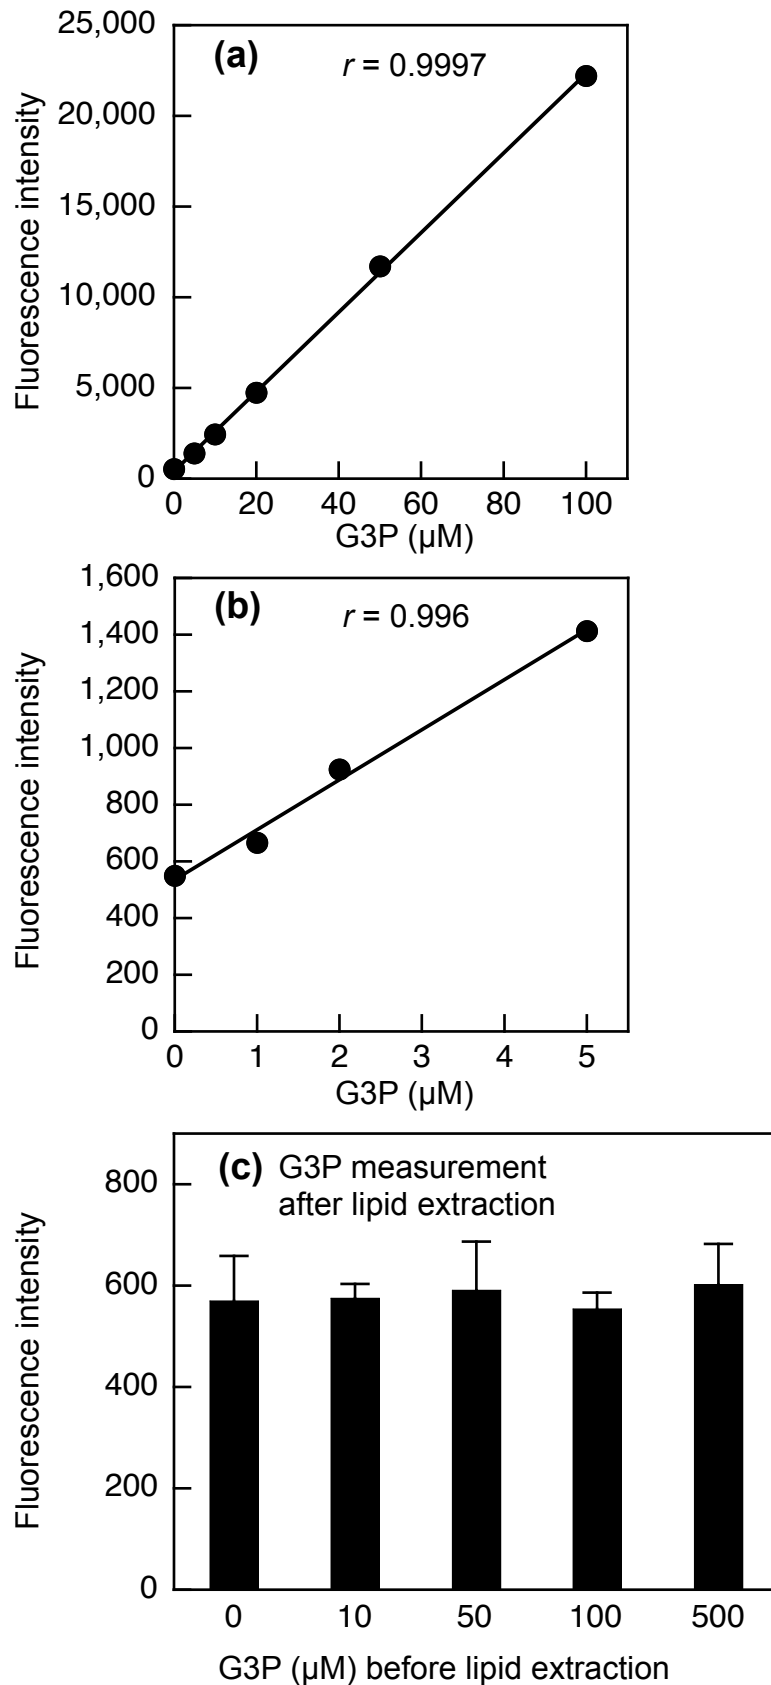 25,000
(a)
r = 0.9997
20,000
15,000
10,000
5,000
0
Fluorescence intensity
0 20 40 60 80 100
G3P (µM)
1,600
(b)
r = 0.996
1,400
1,200
1,000
800
600
400
200
0
Fluorescence intensity
0 1 2 3 4 5
G3P (µM)
(c) G3P measurement
after lipid extraction
800
600
400
200
0
Fluorescence intensity
0 10 50 100 500
G3P (µM) before lipid extraction